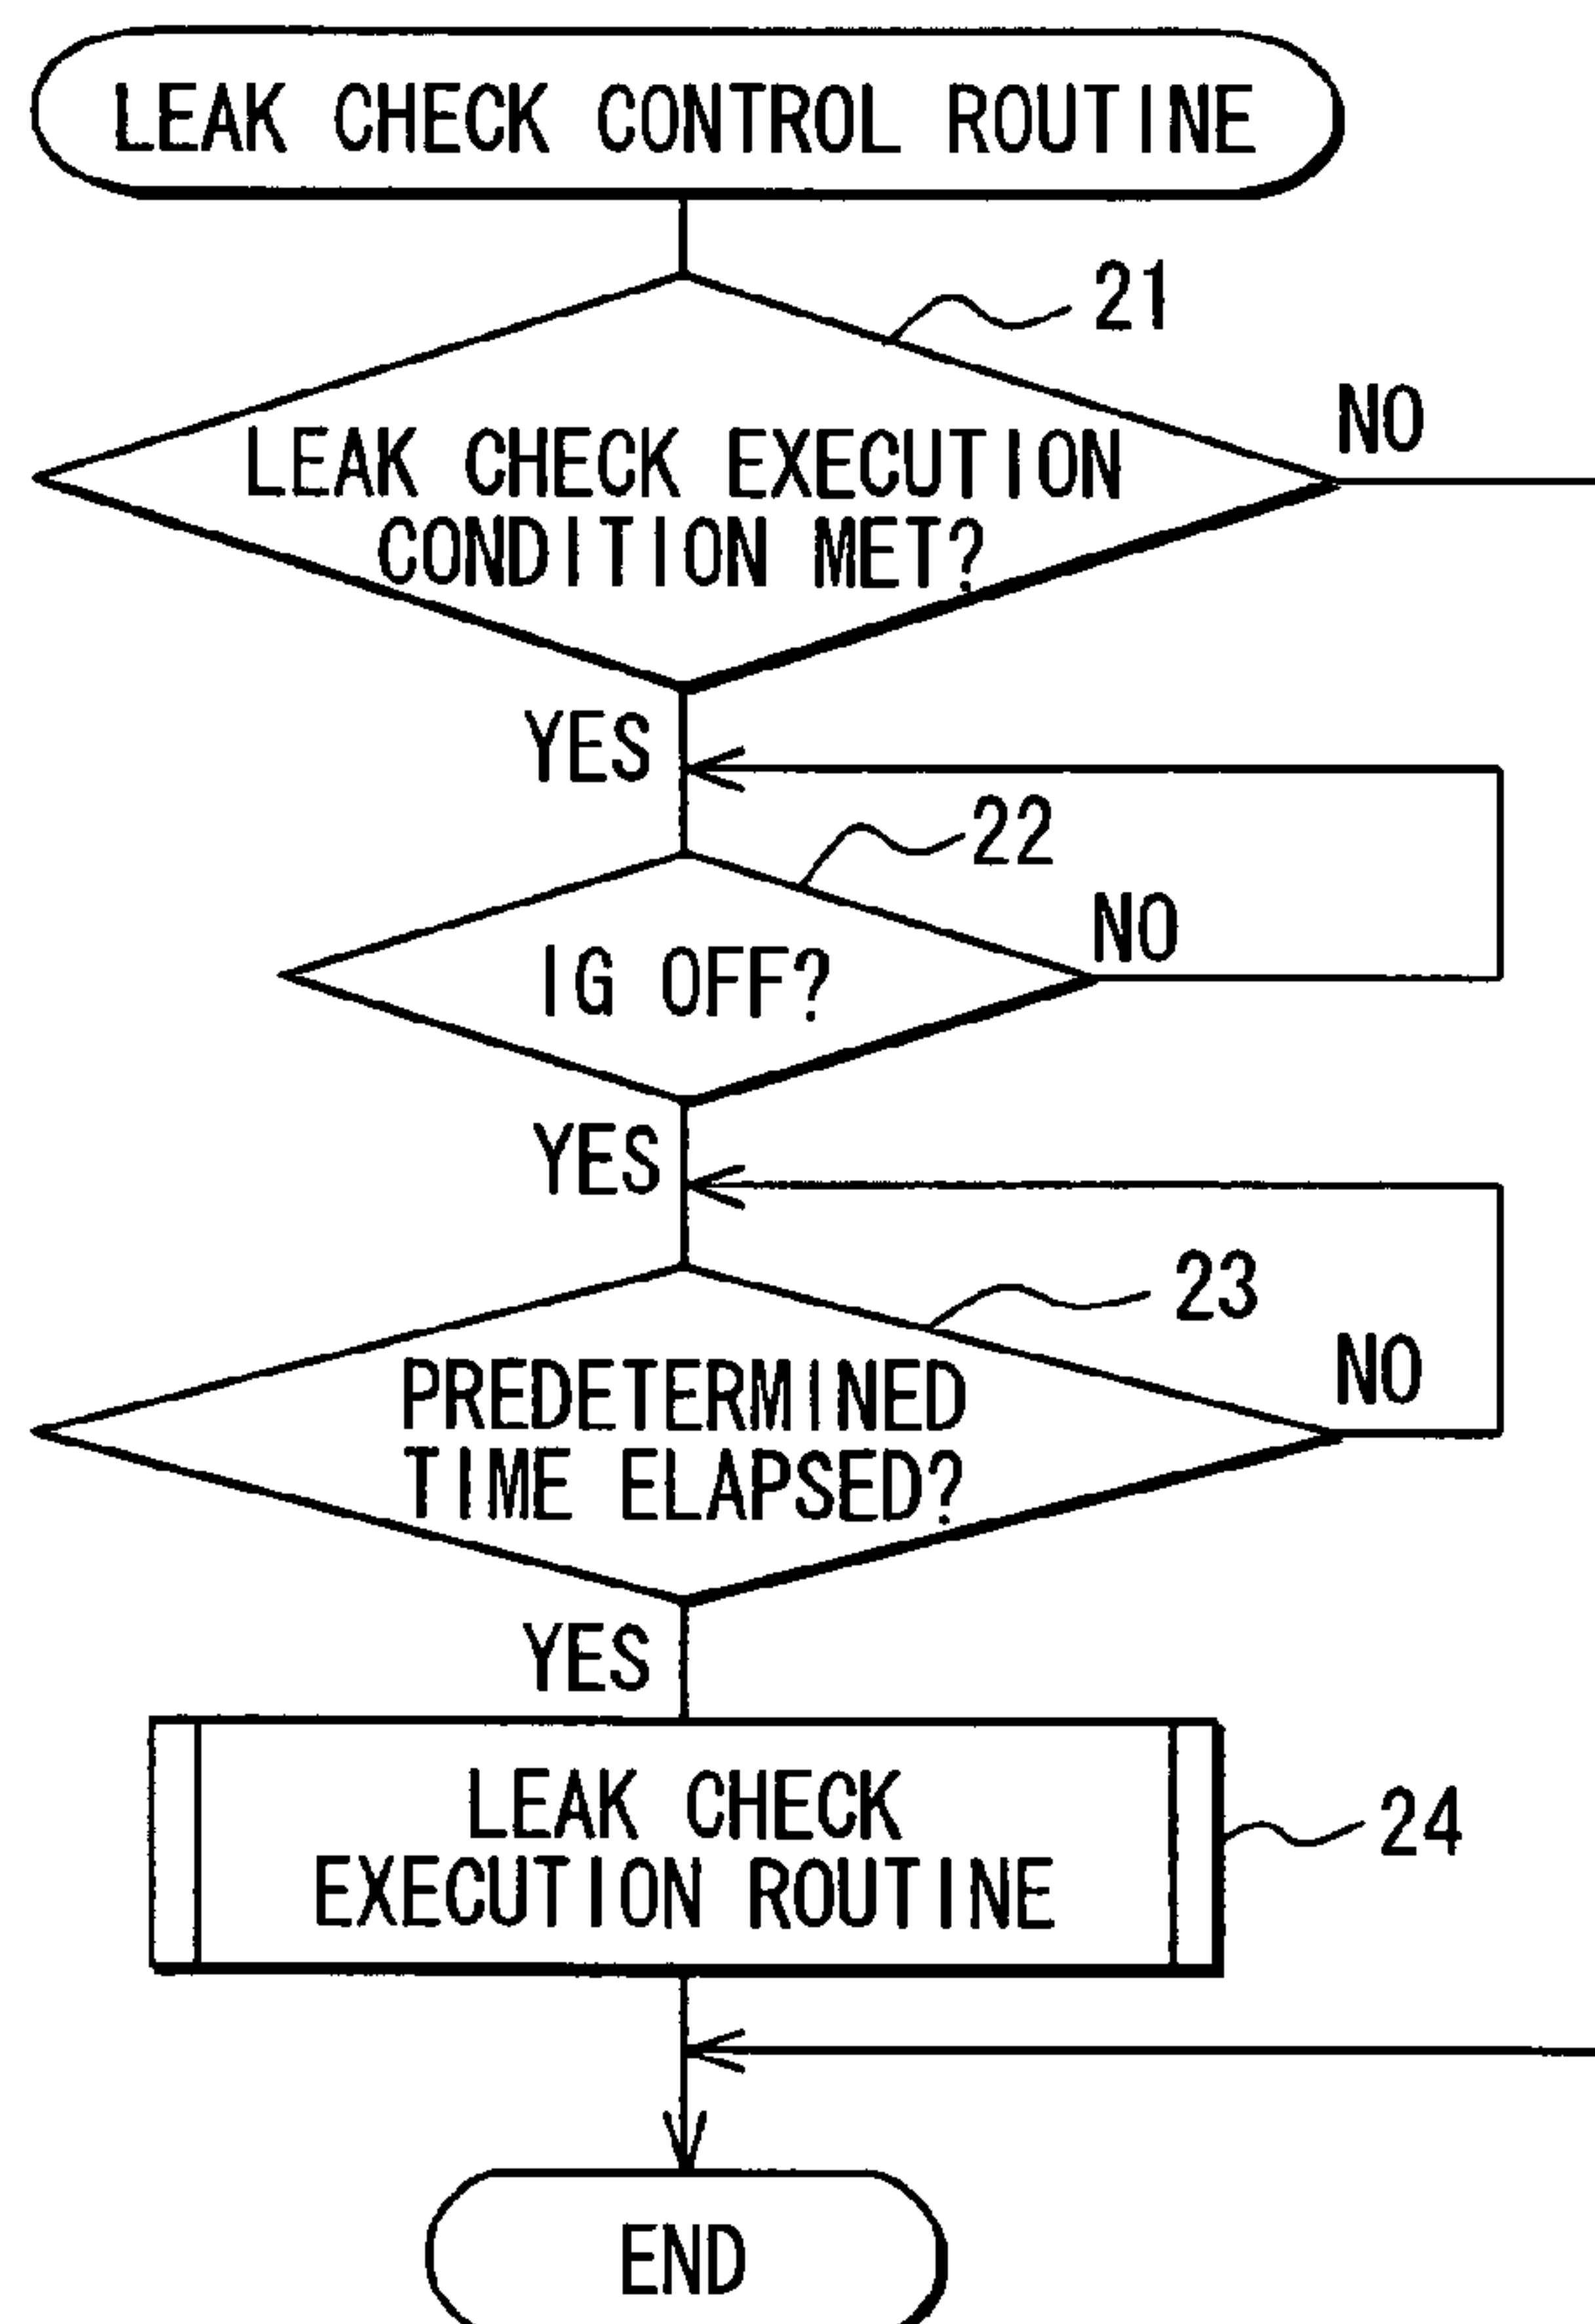 LEAK CHECK CONTROL ROUTINE
21
NO
LEAK CHECK EXECUTION
CONDITION MET?
YES
22
NO
IG OFF?
YES
23
NO
PREDETERMINED
TIME ELAPSED?
YES
LEAK CHECK
EXECUTION ROUTINE
24
END